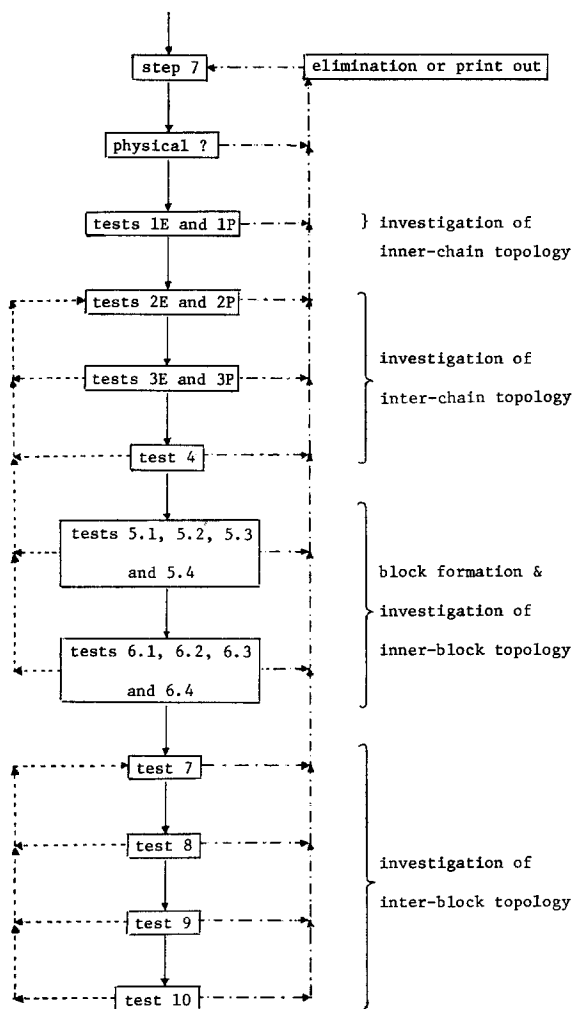 step 7
elimination or print out
physical ?
tests 1E and 1P
} investigation of
inner-chain topology
tests 2E and 2P
tests 3E and 3P
investigation of
inter-chain topology
test 4
tests 5.1, 5.2, 5.3
and 5.4
block formation &
investigation of
inner-block topology
tests 6.1, 6.2, 6.3
and 6.4
test 7
test 8
test 9
test 10
investigation of
inter-block topology